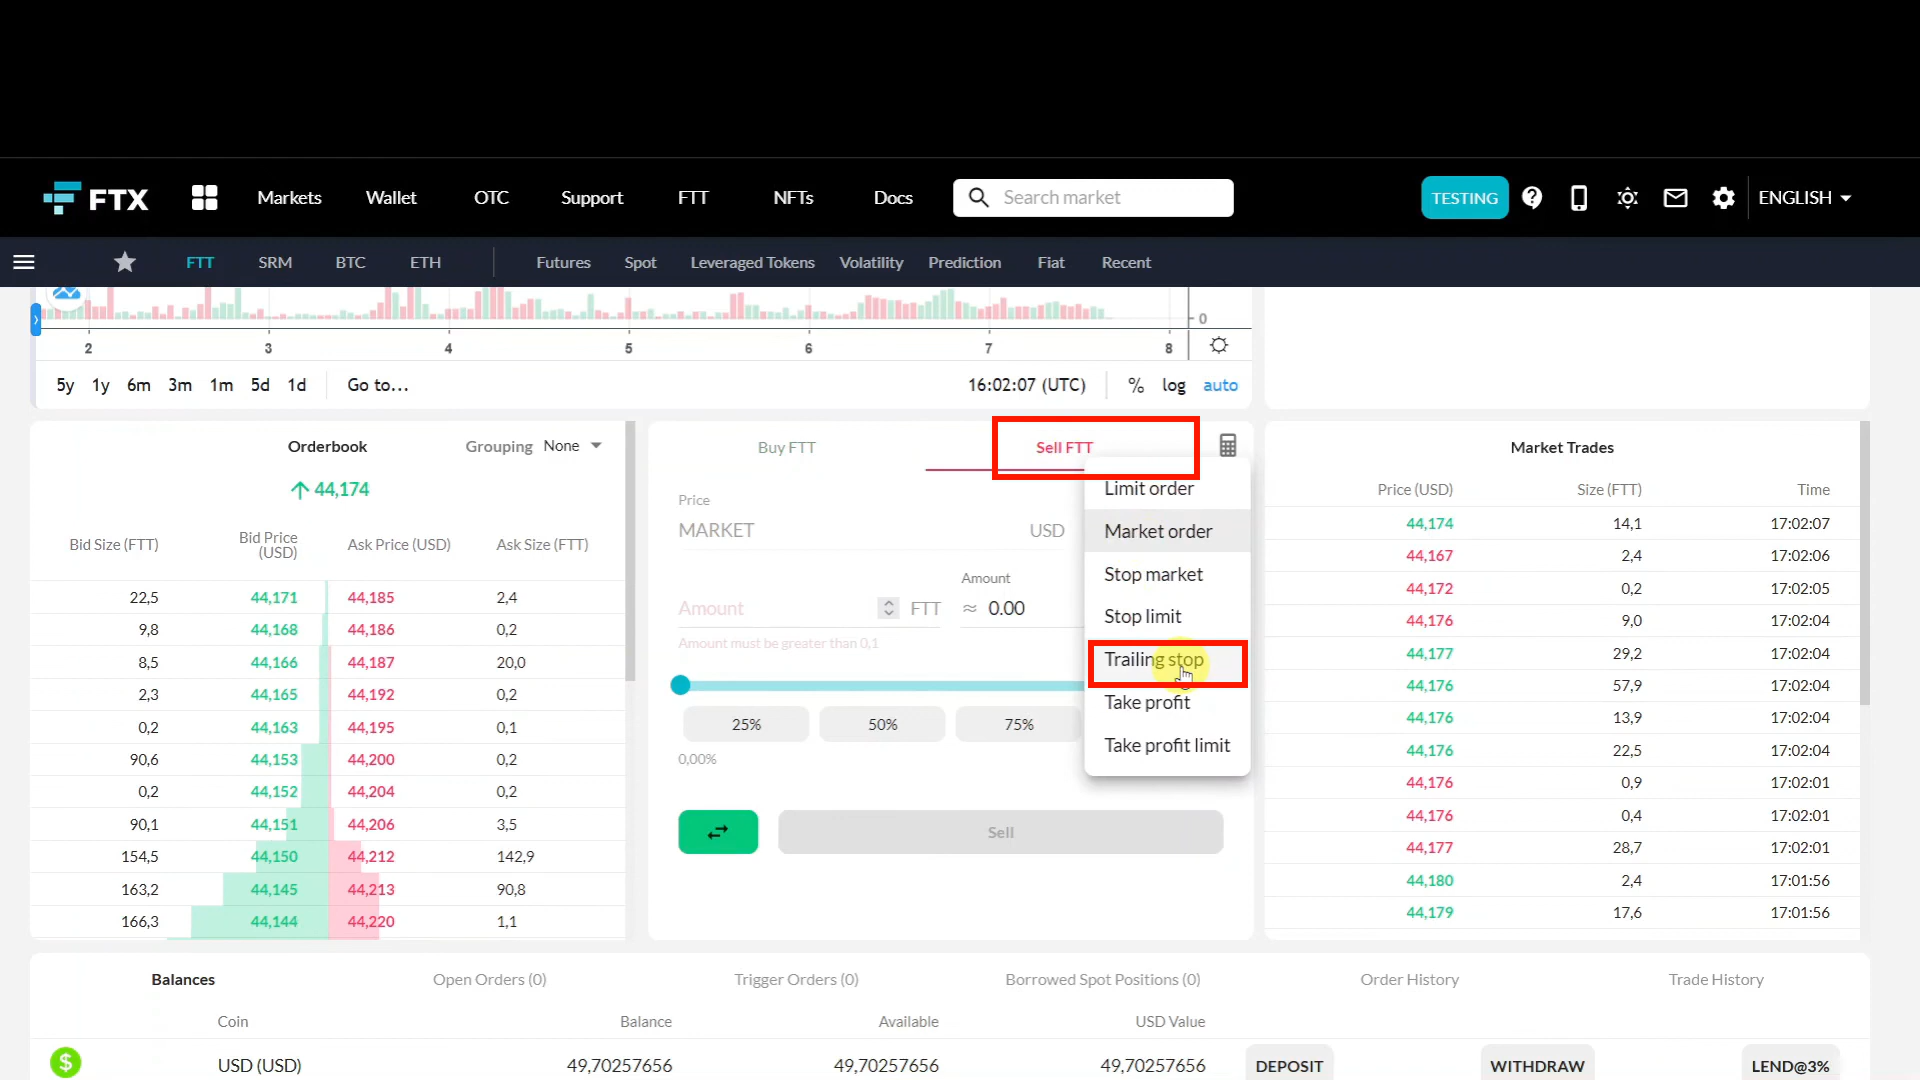 FTX
Markets
Wallet
OTC
Support
FTT
NFTs
Docs
Search market
TESTING
ENGLISH
FTT
SRM
BTC
ETH
Futures
Spot
Leveraged Tokens
Volatility
Prediction
Fiat
Recent
0
2 3 4 5 6 7 8
5y 1y 6m 3m 1m 5d 1d Go to... 16:02:07 (UTC) % log auto
Orderbook Grouping None
44,174
Bid Size (FTT) Bid Price (USD) Ask Price (USD) Ask Size (FTT)
22,5 44,171 44,185 2,4
9,8 44,168 44,186 0,2
8,5 44,166 44,187 20,0
2,3 44,165 44,192 0,2
0,2 44,163 44,195 0,1
90,6 44,153 44,200 0,2
0,2 44,152 44,204 0,2
90,1 44,151 44,206 3,5
154,5 44,150 44,212 142,9
163,2 44,145 44,213 90,8
166,3 44,144 44,220 1,1
Buy FTT Sell FTT
Price
MARKET USD
Amount
Amount FTT ≈ 0.00
Amount must be greater than 0,1
25% 50% 75%
0,00%
Sell
Limit order
Market order
Stop market
Stop limit
Trailing stop
Take profit
Take profit limit
Market Trades
Price (USD) Size (FTT) Time
44,174 14,1 17:02:07
44,167 2,4 17:02:06
44,172 0,2 17:02:05
44,176 9,0 17:02:04
44,177 29,2 17:02:04
44,176 57,9 17:02:04
44,176 13,9 17:02:04
44,176 22,5 17:02:04
44,176 0,9 17:02:01
44,176 0,4 17:02:01
44,177 28,7 17:02:01
44,180 2,4 17:01:56
44,179 17,6 17:01:56
Balances Open Orders (0) Trigger Orders (0) Borrowed Spot Positions (0) Order History Trade History
Coin Balance Available USD Value
$ USD (USD) 49,70257656 49,70257656 49,70257656 DEPOSIT WITHDRAW LEND@3%